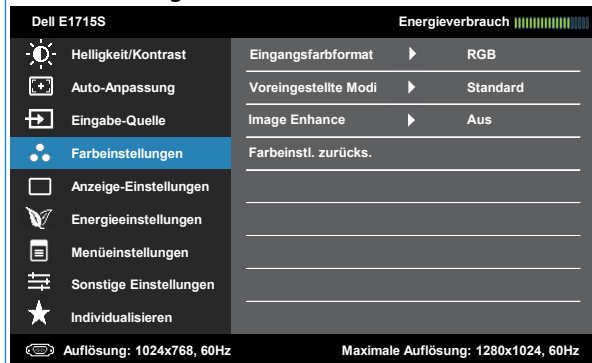 Dell E1715S Energieverbrauch
Helligkeit/Kontrast
Auto-Anpassung
Eingabe-Quelle
Farbeinstellungen
Anzeige-Einstellungen
Energieeinstellungen
Menüeinstellungen
Sonstige Einstellungen
Individualisieren
Eingangsfarbformat RGB
Voreingestellte Modi Standard
Image Enhance Aus
Farbeinstl. zurücks.
Auflösung: 1024x768, 60Hz Maximale Auflösung: 1280x1024, 60Hz